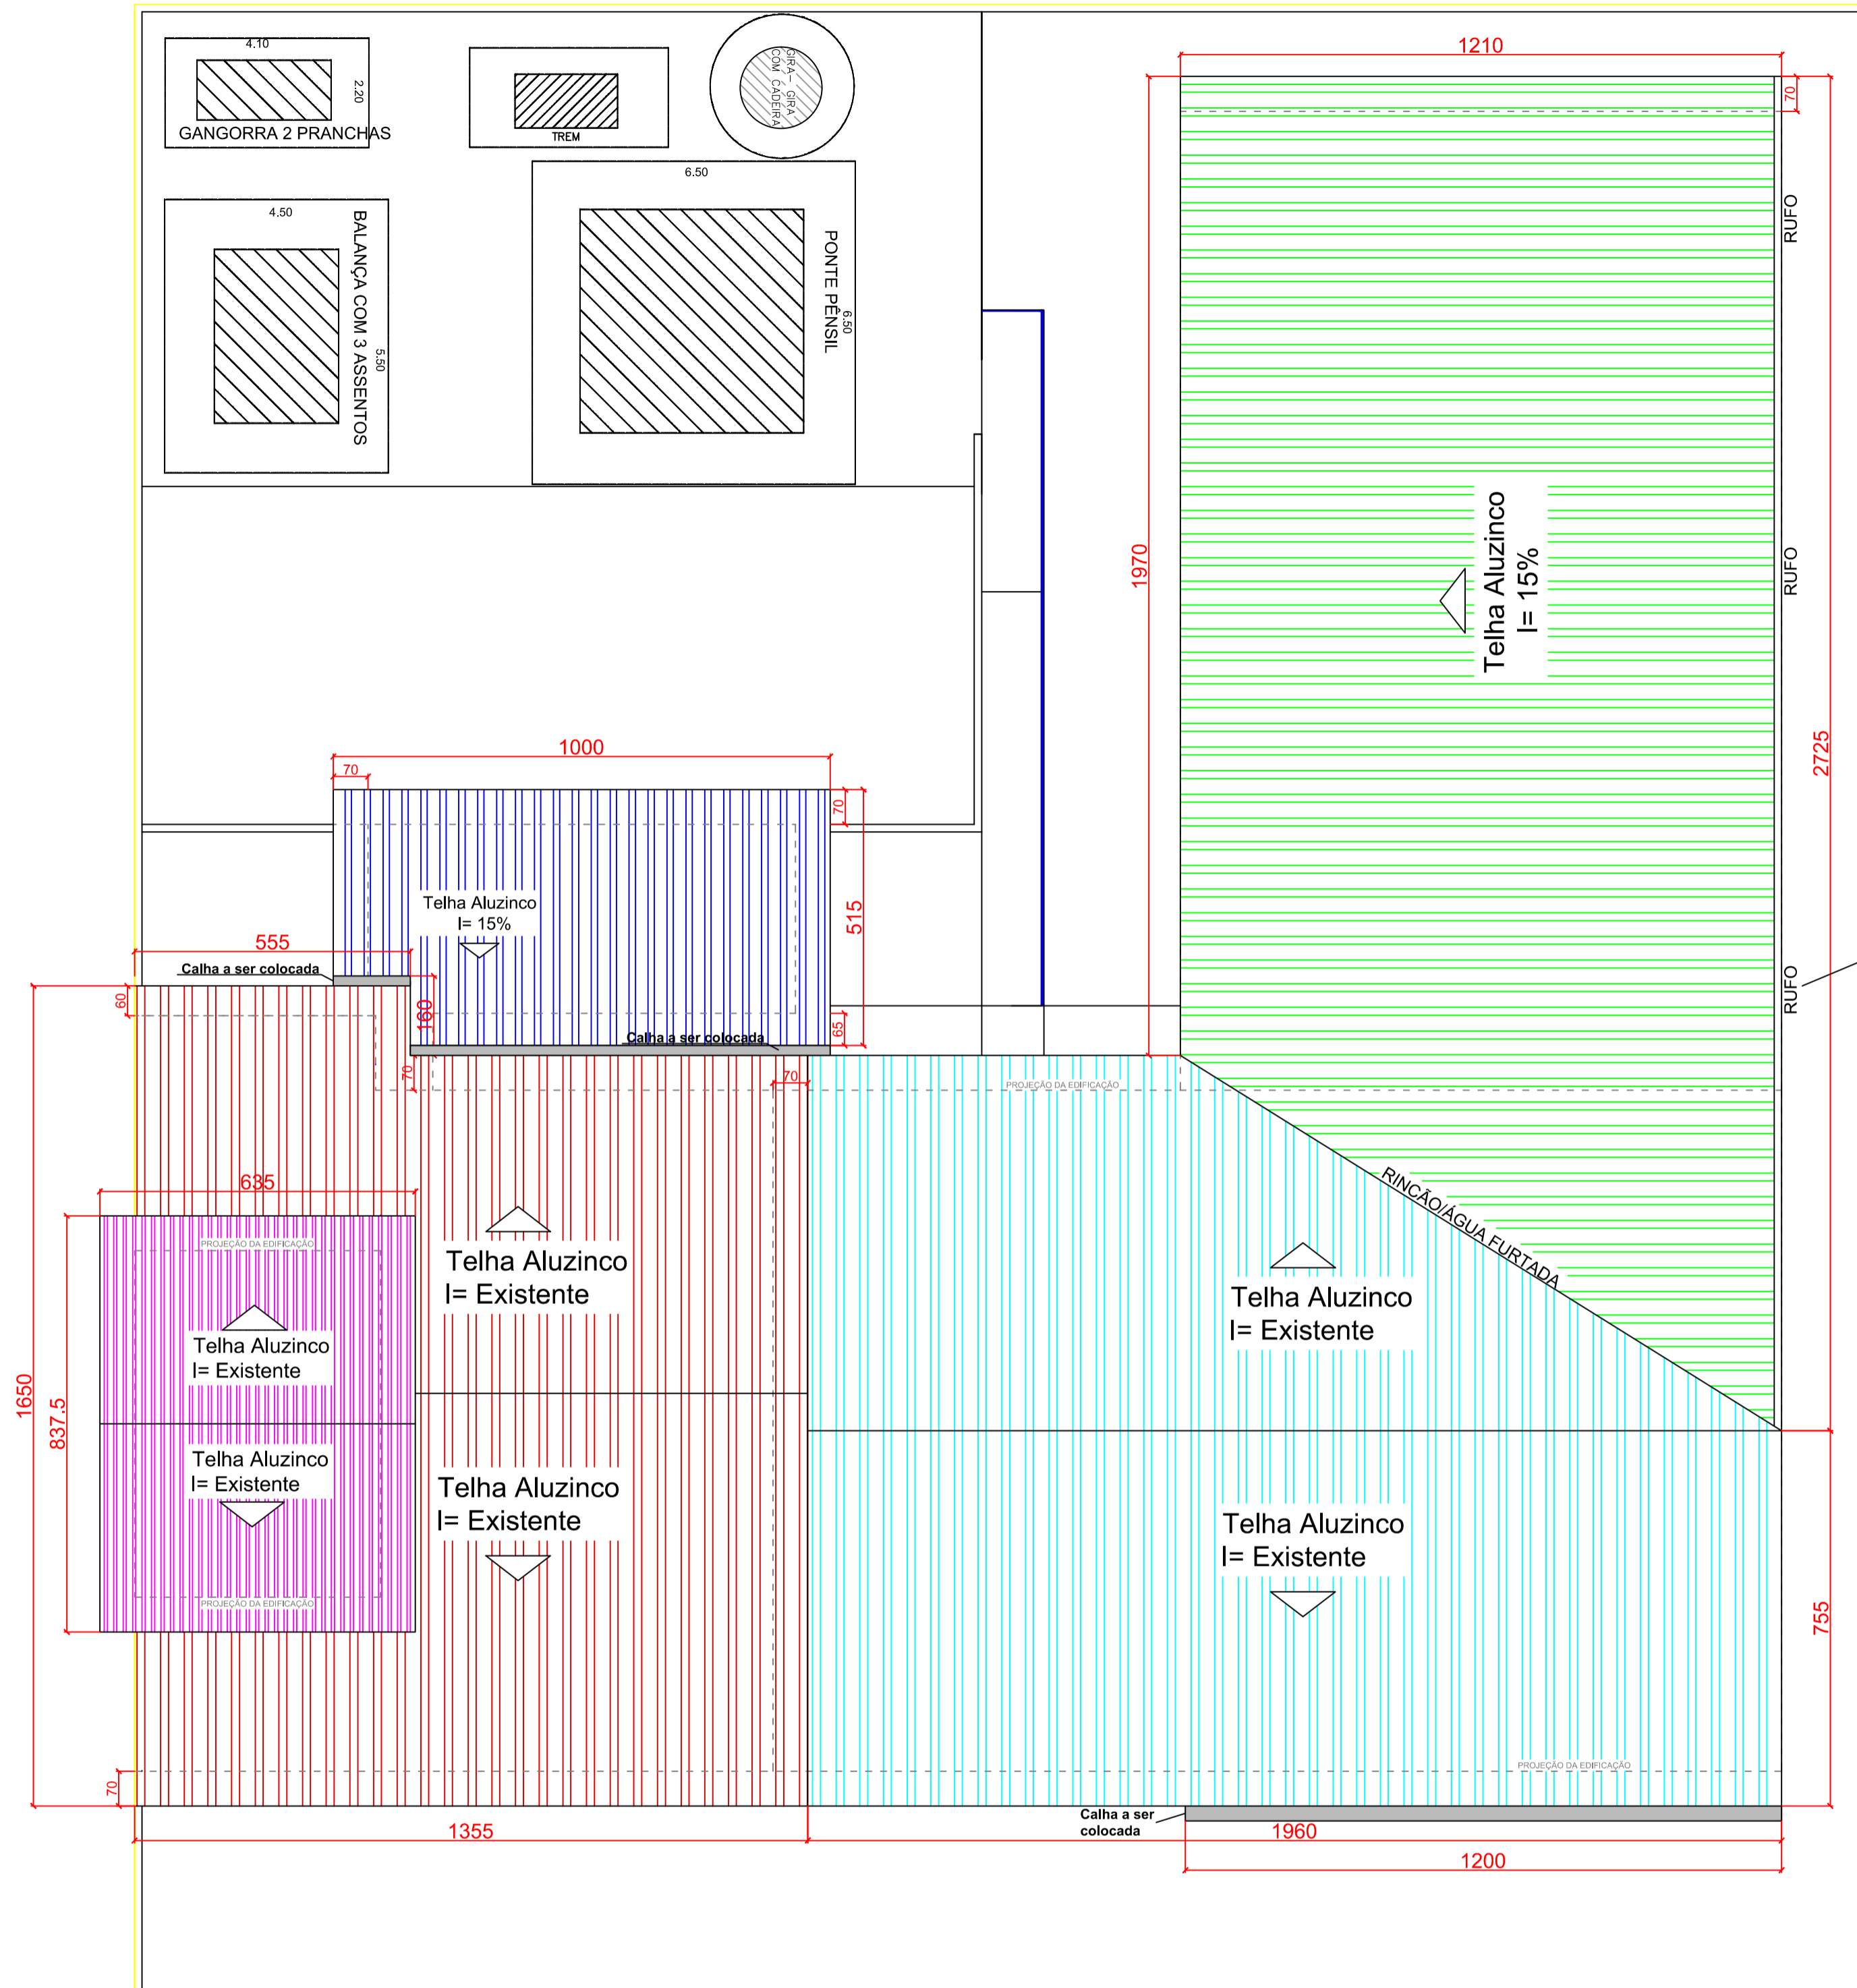 4.10
2.20
GANGORRA 2 PRANCHAS
TREM
GIRA- GIRA
COM CADEIRA
4.50
5.50
BALANÇA COM 3 ASSENTOS
6.50
6.50
PONTE PÊNSIL
1210
70
RUFO
RUFO
RUFO
1970
2725
Telha Aluzinco
I= 15%
1000
70
70
515
Telha Aluzinco
I= 15%
555
Calha a ser colocada
60
160
65
Calha a ser colocada
70
70
PROJEÇÃO DA EDIFICAÇÃO
RINCÃO/ÁGUA FURTADA
635
PROJEÇÃO DA EDIFICAÇÃO
Telha Aluzinco
I= Existente
Telha Aluzinco
I= Existente
Telha Aluzinco
I= Existente
1650
837.5
Telha Aluzinco
I= Existente
Telha Aluzinco
I= Existente
Telha Aluzinco
I= Existente
PROJEÇÃO DA EDIFICAÇÃO
755
70
PROJEÇÃO DA EDIFICAÇÃO
Calha a ser
colocada
1355
1960
1200